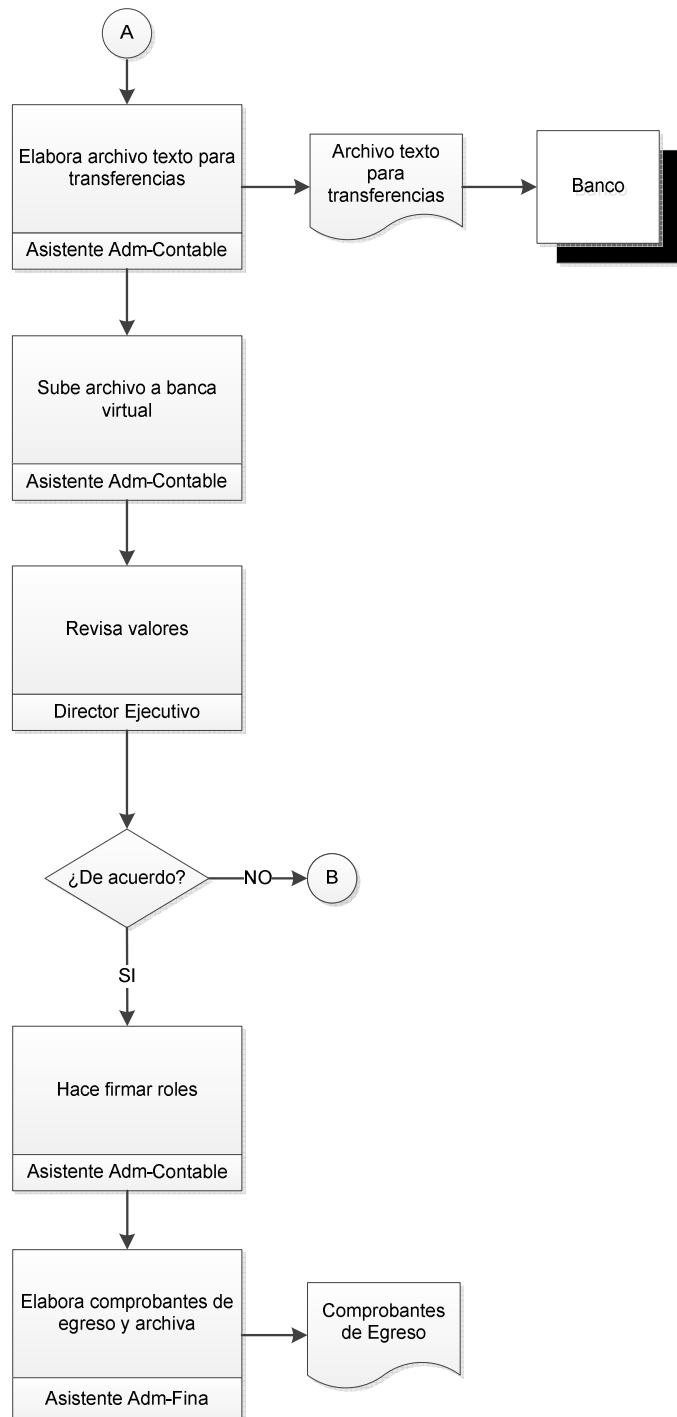 A
Elabora archivo texto para
transferencias
Asistente Adm-Contable
Archivo texto
para
transferencias
Banco
Sube archivo a banca
virtual
Asistente Adm-Contable
Revisa valores
Director Ejecutivo
¿De acuerdo?
NO
B
SI
Hace firmar roles
Asistente Adm-Contable
Elabora comprobantes de
egreso y archiva
Asistente Adm-Fina
Comprobantes
de Egreso